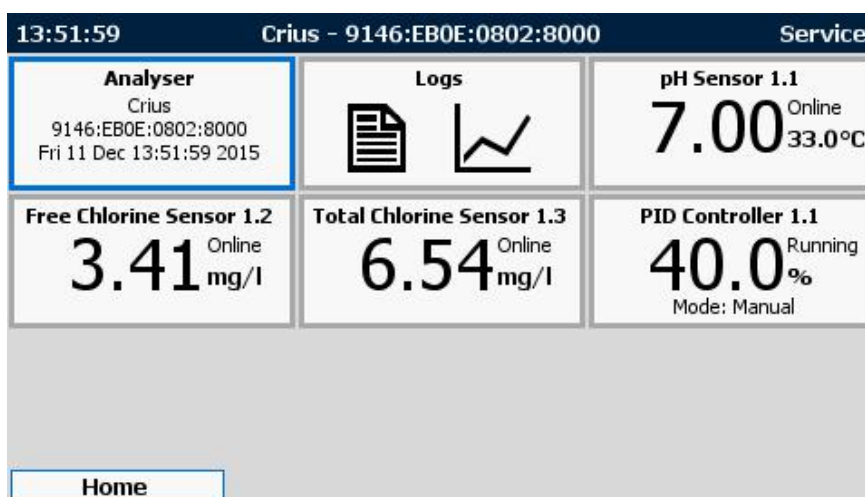 13:51:59 Crius - 9146:EB0E:0802:8000 Service
Analyser
Crius
9146:EB0E:0802:8000
Fri 11 Dec 13:51:59 2015
Logs
pH Sensor 1.1
7.00 Online
33.0°C
Free Chlorine Sensor 1.2
3.41 Online
mg/l
Total Chlorine Sensor 1.3
6.54 Online
mg/l
PID Controller 1.1
40.0 Running
%
Mode: Manual
Home